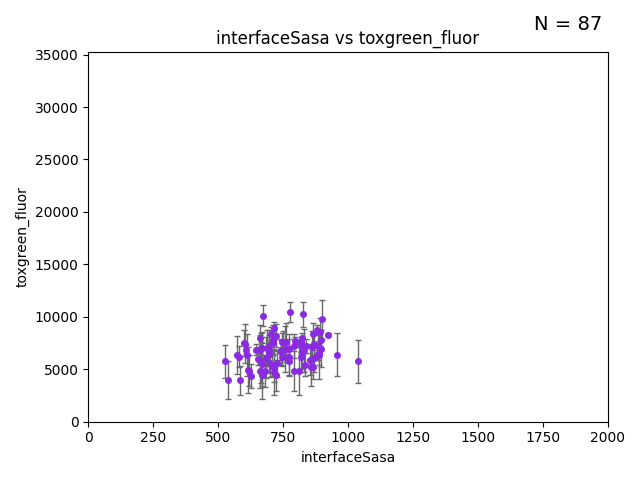 N = 87
interfaceSasa vs toxgreen_fluor
35000
30000
25000
20000
15000
10000
5000
0
toxgreen_fluor
0 250 500 750 1000 1250 1500 1750 2000
interfaceSasa